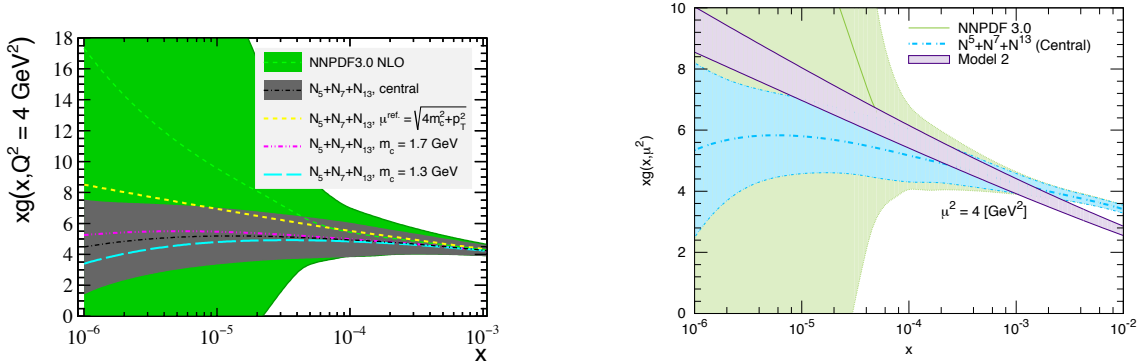 xg(x,Q² = 4 GeV²)
18
16
14
12
10
8
6
4
2
0
NNPDF3.0 NLO
N₅+N₇+N₁₃, central
N₅+N₇+N₁₃, μ^ref. = √4m_c²+p_T²
N₅+N₇+N₁₃, m_c = 1.7 GeV
N₅+N₇+N₁₃, m_c = 1.3 GeV
10⁻⁶ 10⁻⁵ 10⁻⁴ 10⁻³
x
xg(x,μ²)
10
8
6
4
2
0
NNPDF 3.0
N⁵+N⁷+N¹³ (Central)
Model 2
μ² = 4 [GeV²]
10⁻⁶ 10⁻⁵ 10⁻⁴ 10⁻³ 10⁻²
x